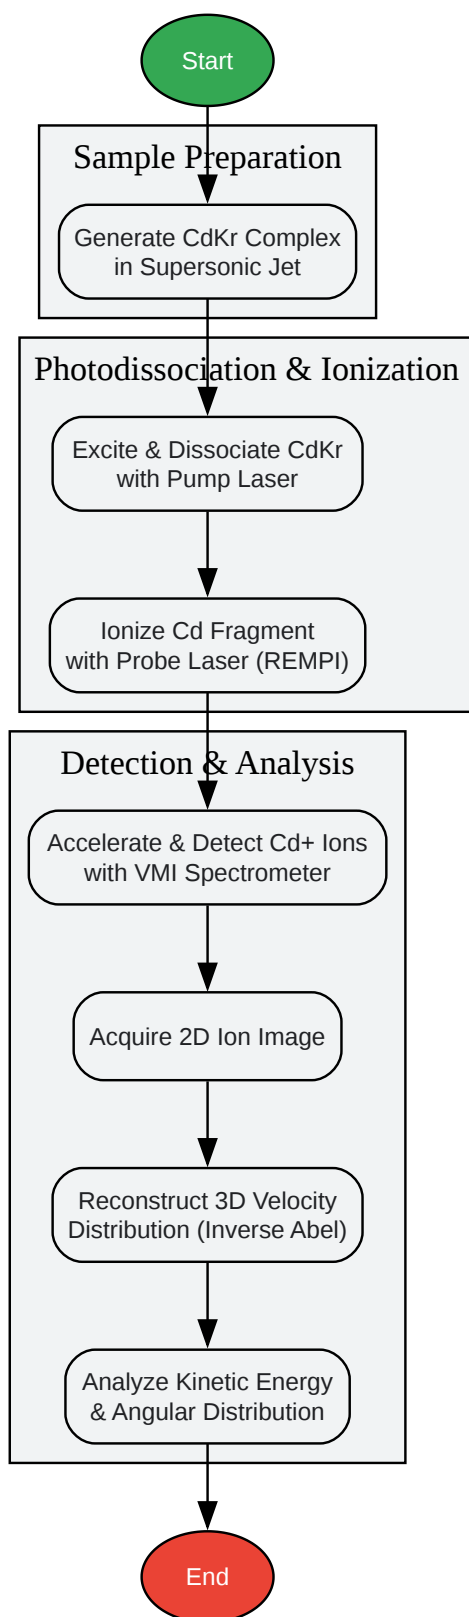 Start
Sample Preparation
Generate CdKr Complex
in Supersonic Jet
Photodissociation & Ionization
Excite & Dissociate CdKr
with Pump Laser
Ionize Cd Fragment
with Probe Laser (REMPI)
Detection & Analysis
Accelerate & Detect Cd+ Ions
with VMI Spectrometer
Acquire 2D Ion Image
Reconstruct 3D Velocity
Distribution (Inverse Abel)
Analyze Kinetic Energy
& Angular Distribution
End